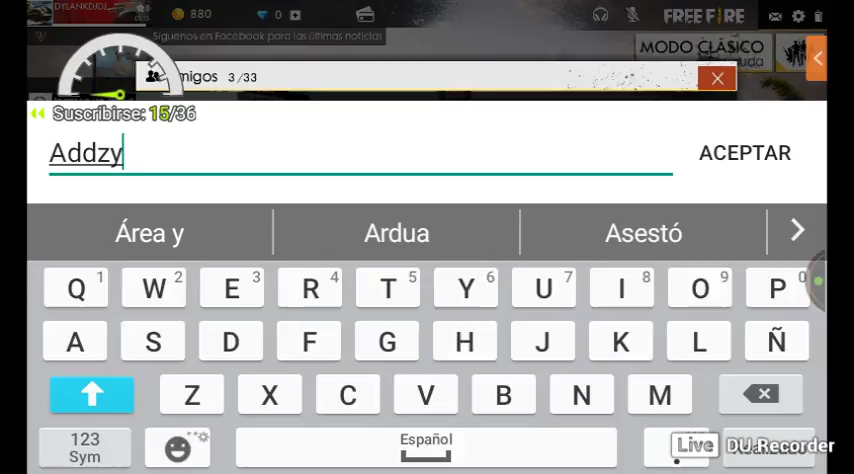 DYLANKDJDJ
880
0
FREE FIRE
Síguenos en Facebook para las últimas noticias
MODO CLÁSICO
migos 3/33
Suscribirse: 15/36
Addzy
ACEPTAR
Área y
Ardua
Asestó
Q 1 W 2 E 3 R 4 T 5 Y 6 U 7 I 8 O 9 P 0
A S D F G H J K L Ñ
Z X C V B N M
123
Sym
Español
.
Live
DU Recorder